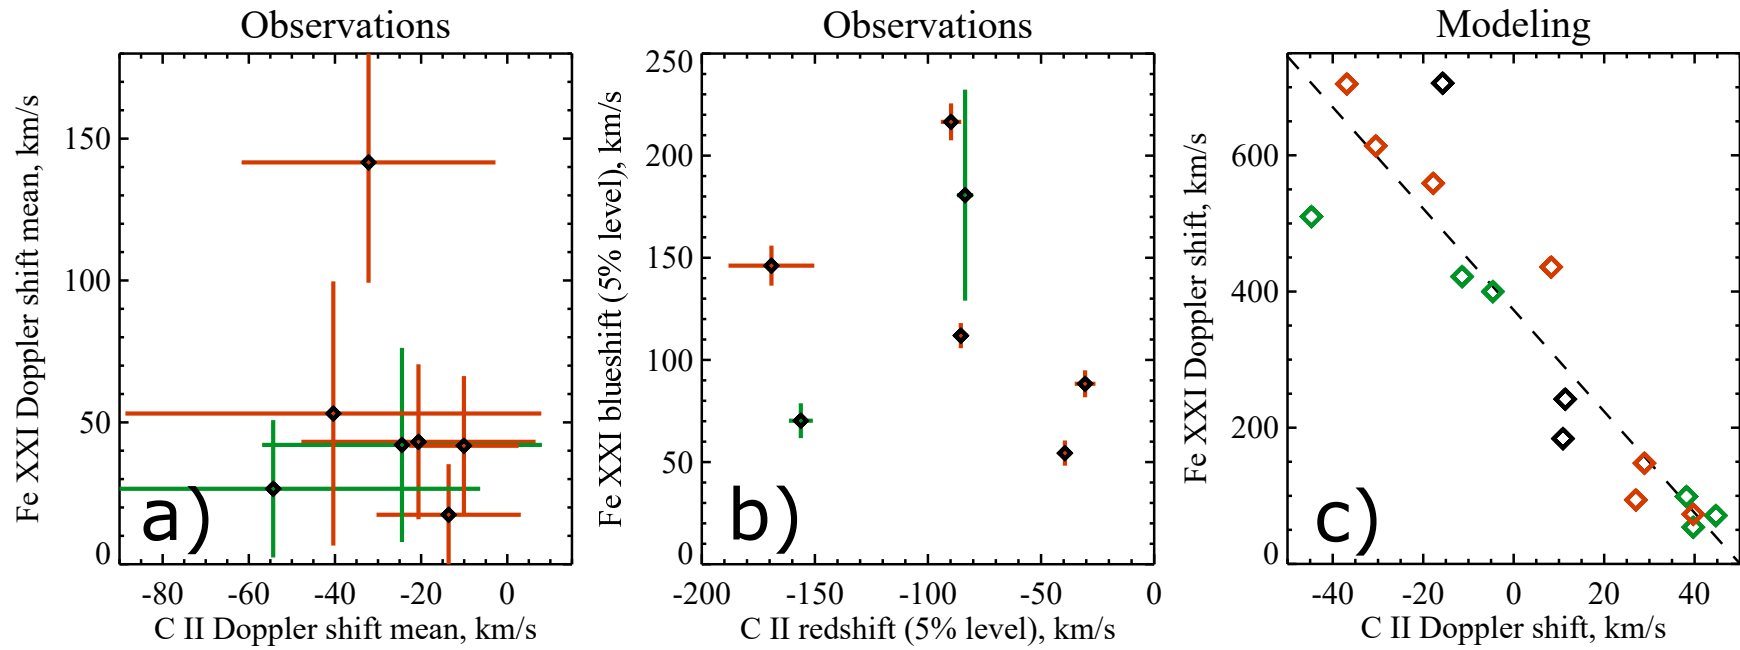 Observations
Fe XXI Doppler shift mean, km/s
150
100
50
0
a)
-80 -60 -40 -20 0
C II Doppler shift mean, km/s
Observations
Fe XXI blueshift (5% level), km/s
250
200
150
100
50
0
b)
-200 -150 -100 -50 0
C II redshift (5% level), km/s
Modeling
Fe XXI Doppler shift, km/s
600
400
200
0
c)
-40 -20 0 20 40
C II Doppler shift, km/s